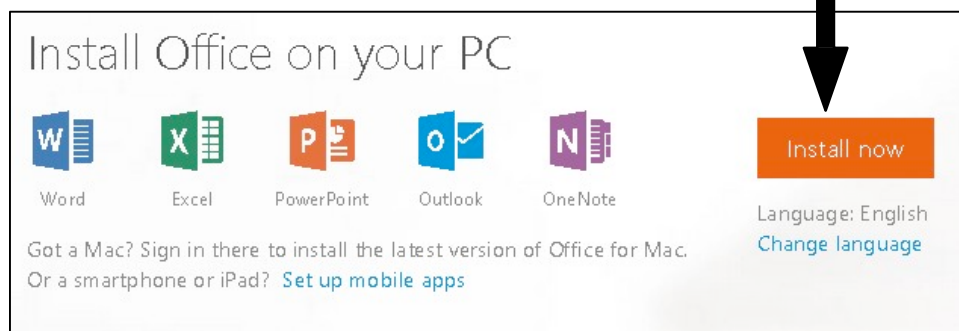 Install Office on your PC
W
X
P
O
N
Install now
Word
Excel
PowerPoint
Outlook
OneNote
Language: English
Change language
Got a Mac? Sign in there to install the latest version of Office for Mac.
Or a smartphone or iPad? Set up mobile apps